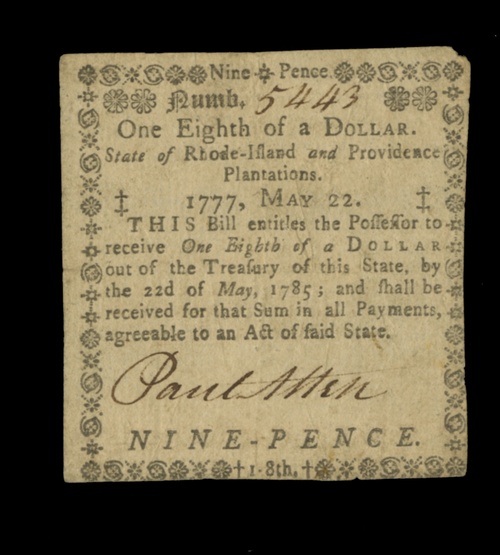 Nine Pence.
Numb. 5443
One Eighth of a DOLLAR.
State of Rhode-Iſland and Providence
Plantations.
‡ 1777, MAY 22. ‡
THIS Bill entitles the Poſſeſſor to
receive One Eighth of a DOLLAR
out of the Treaſury of this State, by
the 22d of May, 1785; and ſhall be
received for that Sum in all Payments,
agreeable to an Act of ſaid State.
Paul Allen
NINE-PENCE.
†1-8th.†